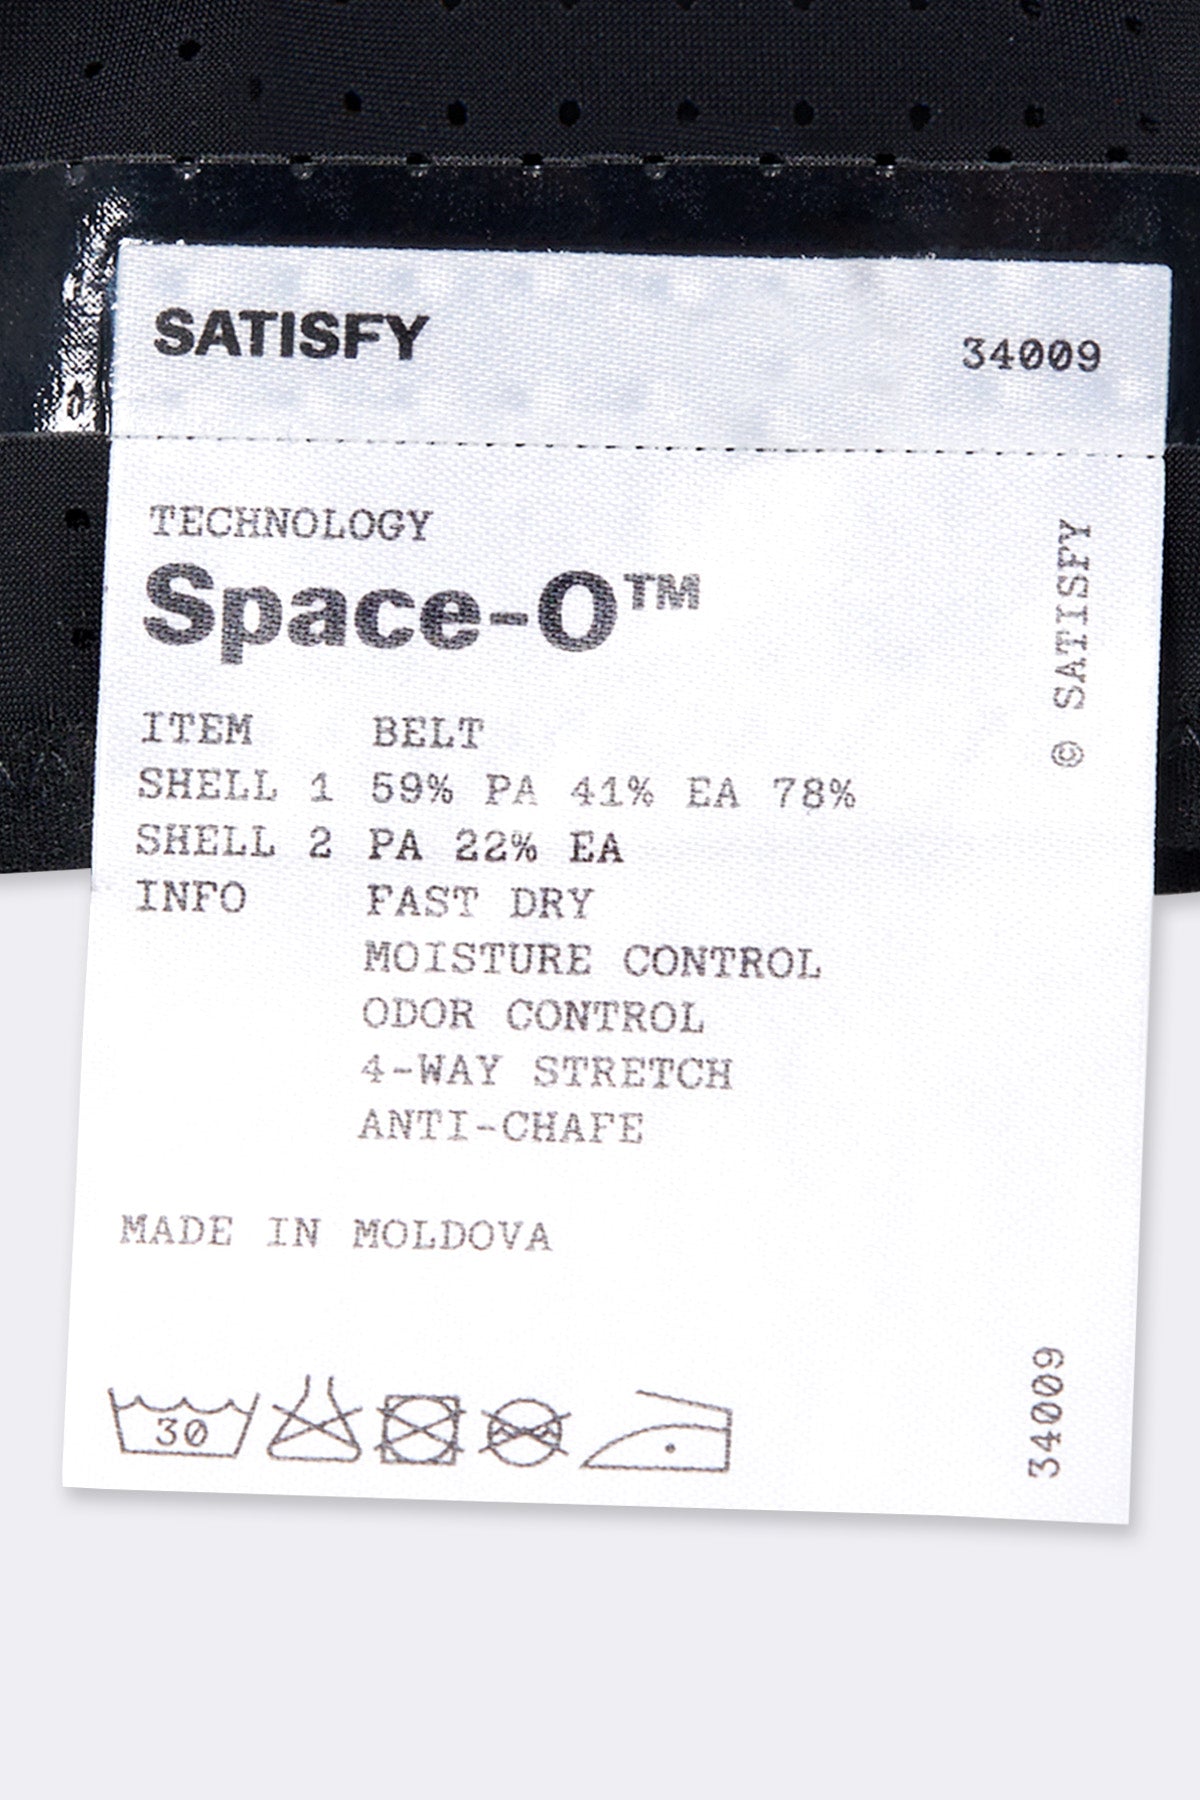 SATISFY
34009
TECHNOLOGY
Space-O™
© SATISFY
ITEM BELT
SHELL 1 59% PA 41% EA 78%
SHELL 2 PA 22% EA
INFO FAST DRY
MOISTURE CONTROL
ODOR CONTROL
4-WAY STRETCH
ANTI-CHAFE
MADE IN MOLDOVA
30
34009